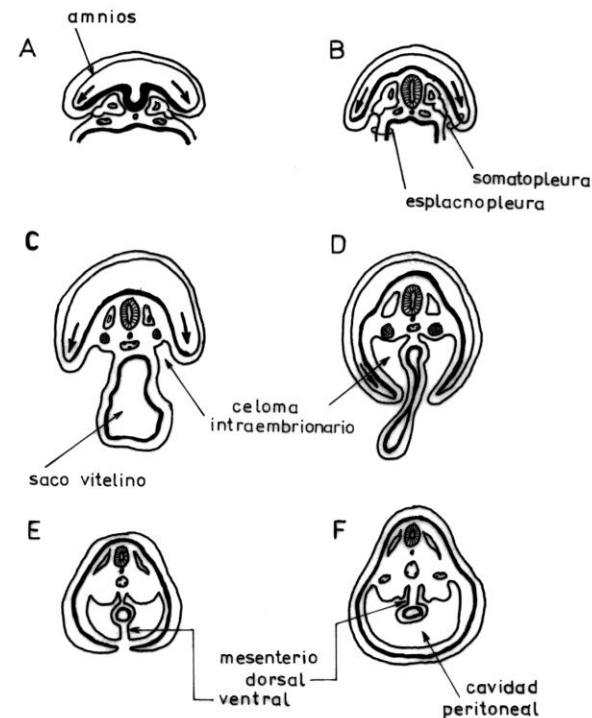 amnios
A
B
somatopleura
esplacnopleura
C
D
celoma
intraembrionario
saco vitelino
E
F
mesenterio
dorsal
ventral
cavidad
peritoneal